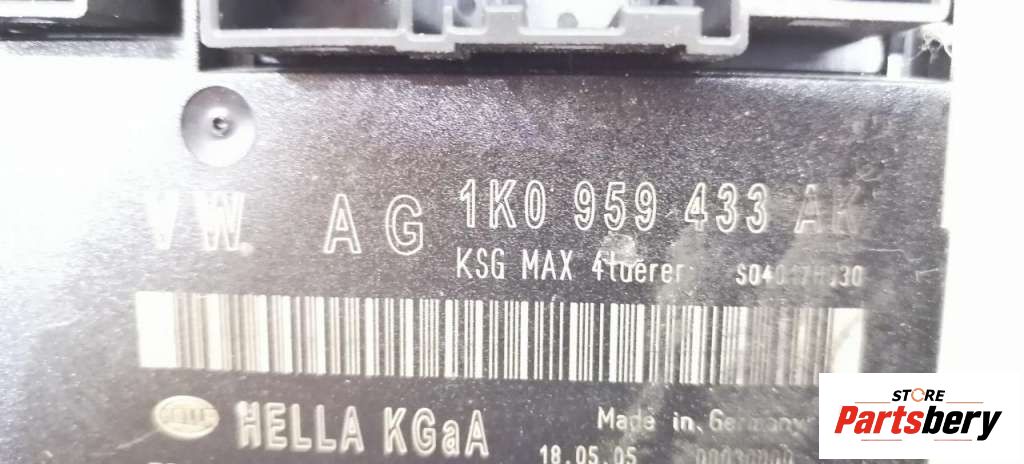 VW AG 1K0 959 433 AK
KSG MAX 4tuerer
HELLA
HELLA KGaA
Made in Germany
18.05.05
STORE
Partsbery